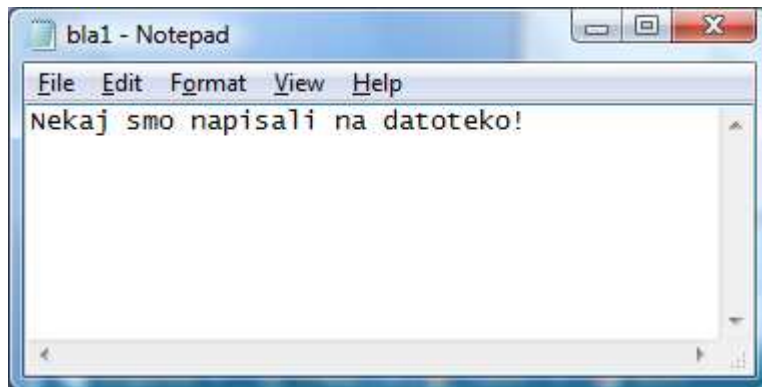 bla1 - Notepad
File Edit Format View Help
Nekaj smo napisali na datoteko!